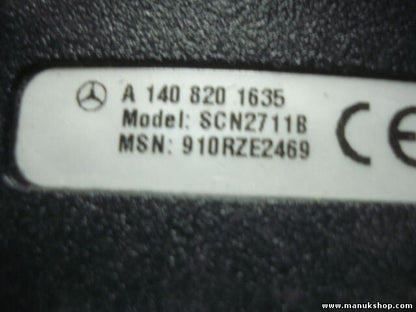 A 140 820 1635
Model: SCN2711B
MSN: 910RZE2469
CE
www.manukshop.com